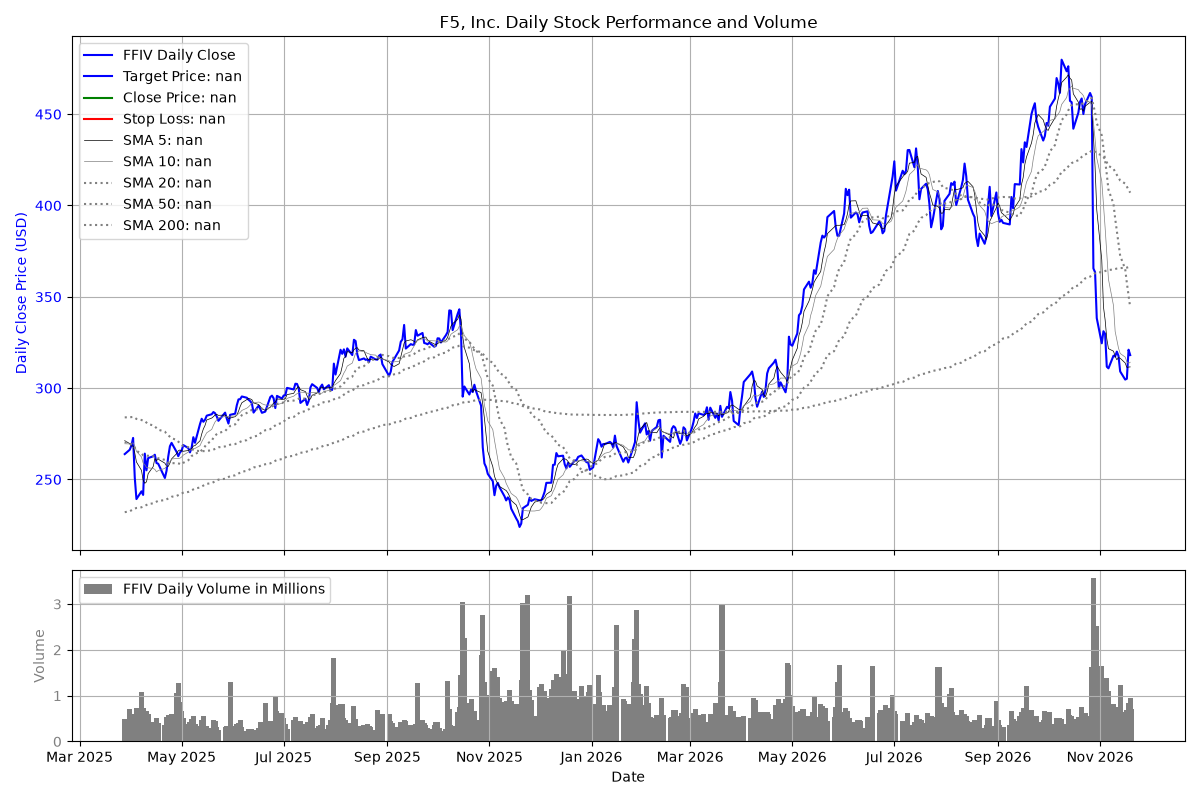 F5, Inc. Daily Stock Performance and Volume
FFIV Daily Close
Target Price: nan
Close Price: nan
Stop Loss: nan
SMA 5: nan
SMA 10: nan
SMA 20: nan
SMA 50: nan
SMA 200: nan
Daily Close Price (USD)
450
400
350
300
250
FFIV Daily Volume in Millions
Volume
3
2
1
0
Mar 2025
May 2025
Jul 2025
Sep 2025
Nov 2025
Jan 2026
Mar 2026
May 2026
Jul 2026
Sep 2026
Nov 2026
Date